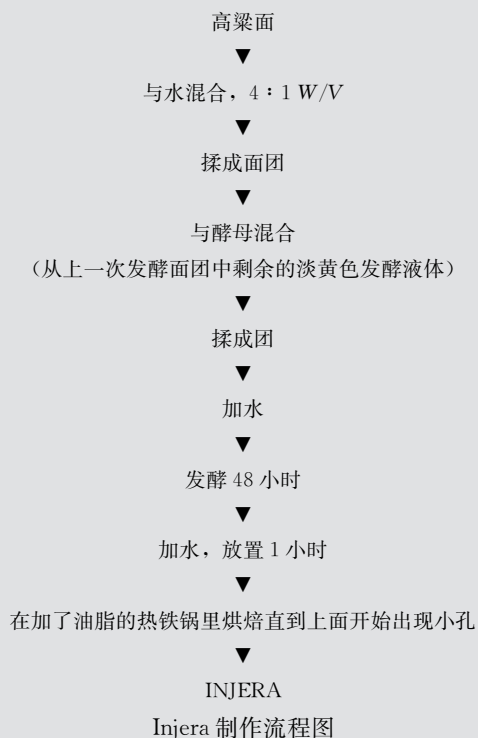 高粱面
▼
与水混合，4∶1 W/V
▼
揉成面团
▼
与酵母混合
（从上一次发酵面团中剩余的淡黄色发酵液体）
▼
揉成团
▼
加水
▼
发酵 48 小时
▼
加水，放置 1 小时
▼
在加了油脂的热铁锅里烘焙直到上面开始出现小孔
▼
INJERA
Injera 制作流程图